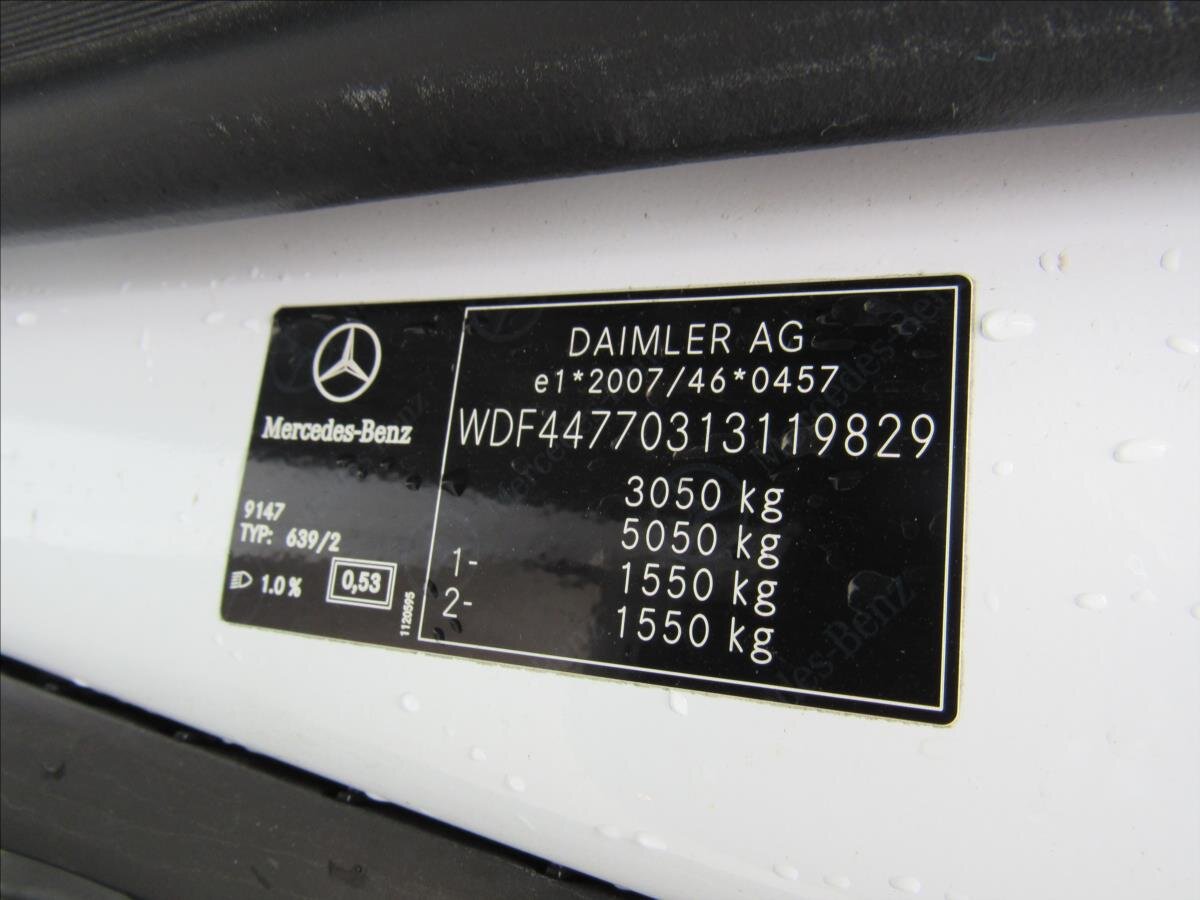 Mercedes-Benz
9147
TYP: 639/2
1.0%
0,53
1120595
DAIMLER AG
e1*2007/46*0457
WDF44770313119829
3050 kg
5050 kg
1- 1550 kg
2- 1550 kg